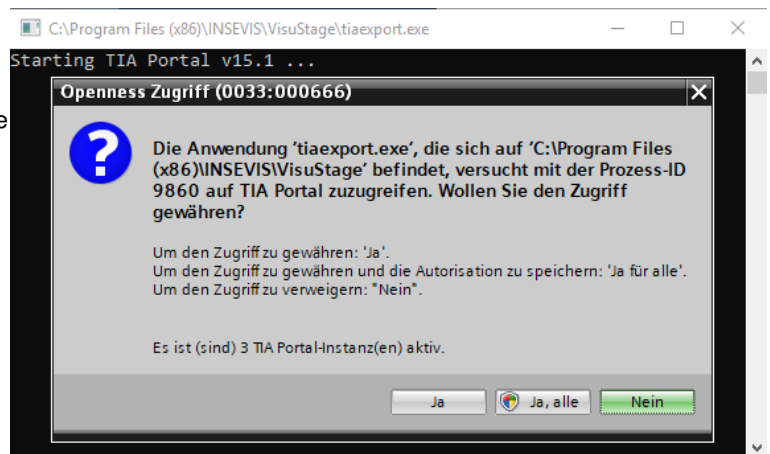 C:\Program Files (x86)\INSEVIS\VisuStage\tiaexport.exe
Starting TIA Portal v15.1 ...
Openness Zugriff (0033:000666)
e
Die Anwendung 'tiaexport.exe', die sich auf 'C:\Program Files
(x86)\INSEVIS\VisuStage' befindet, versucht mit der Prozess-ID
9860 auf TIA Portal zuzugreifen. Wollen Sie den Zugriff
gewähren?
Um den Zugriff zu gewähren: 'Ja'.
Um den Zugriff zu gewähren und die Autorisation zu speichern: 'Ja für alle'.
Um den Zugriff zu verweigern: "Nein".
Es ist (sind) 3 TIA Portal-Instanz(en) aktiv.
Ja
Ja, alle
Nein